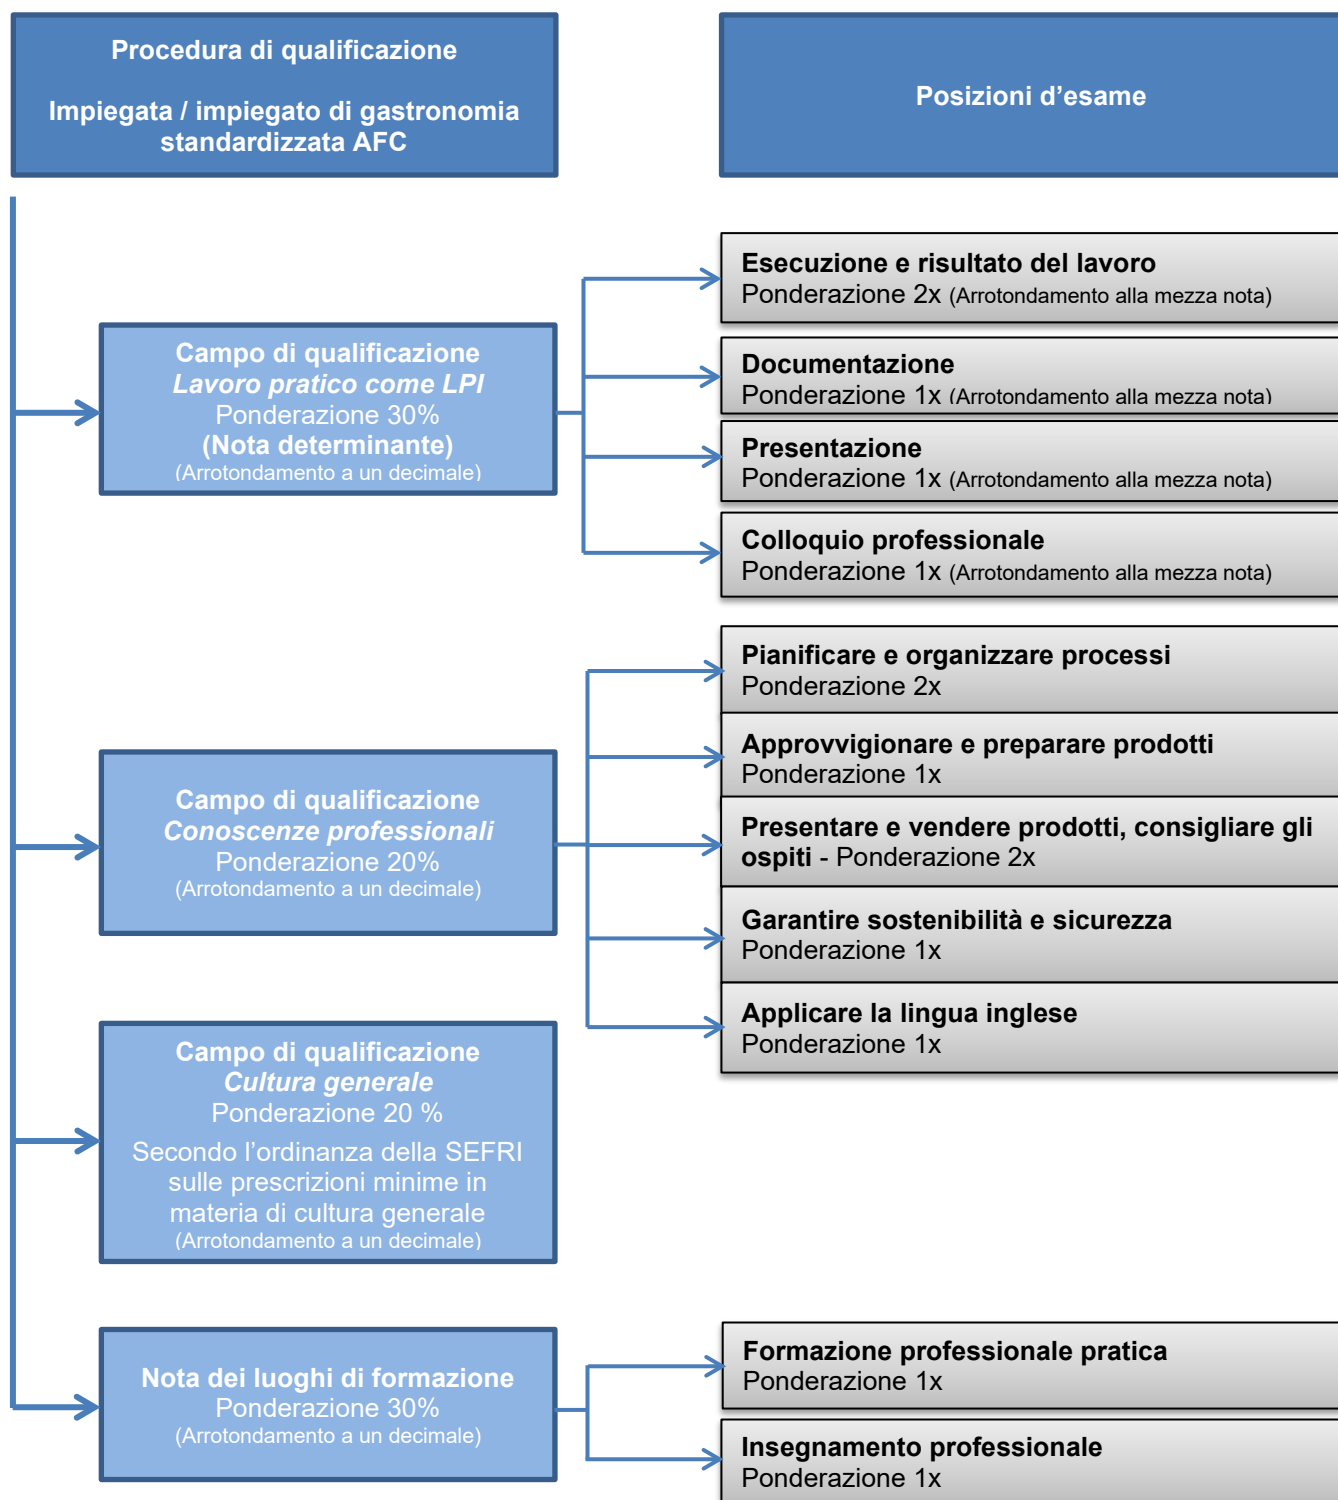 Procedura di qualificazione
Impiegata / impiegato di gastronomia
standardizzata AFC
Posizioni d’esame
Campo di qualificazione
Lavoro pratico come LPI
Ponderazione 30%
(Nota determinante)
(Arrotondamento a un decimale)
Esecuzione e risultato del lavoro
Ponderazione 2x (Arrotondamento alla mezza nota)
Documentazione
Ponderazione 1x (Arrotondamento alla mezza nota)
Presentazione
Ponderazione 1x (Arrotondamento alla mezza nota)
Colloquio professionale
Ponderazione 1x (Arrotondamento alla mezza nota)
Campo di qualificazione
Conoscenze professionali
Ponderazione 20%
(Arrotondamento a un decimale)
Pianificare e organizzare processi
Ponderazione 2x
Approvvigionare e preparare prodotti
Ponderazione 1x
Presentare e vendere prodotti, consigliare gli
ospiti - Ponderazione 2x
Garantire sostenibilità e sicurezza
Ponderazione 1x
Applicare la lingua inglese
Ponderazione 1x
Campo di qualificazione
Cultura generale
Ponderazione 20 %
Secondo l’ordinanza della SEFRI
sulle prescrizioni minime in
materia di cultura generale
(Arrotondamento a un decimale)
Nota dei luoghi di formazione
Ponderazione 30%
(Arrotondamento a un decimale)
Formazione professionale pratica
Ponderazione 1x
Insegnamento professionale
Ponderazione 1x